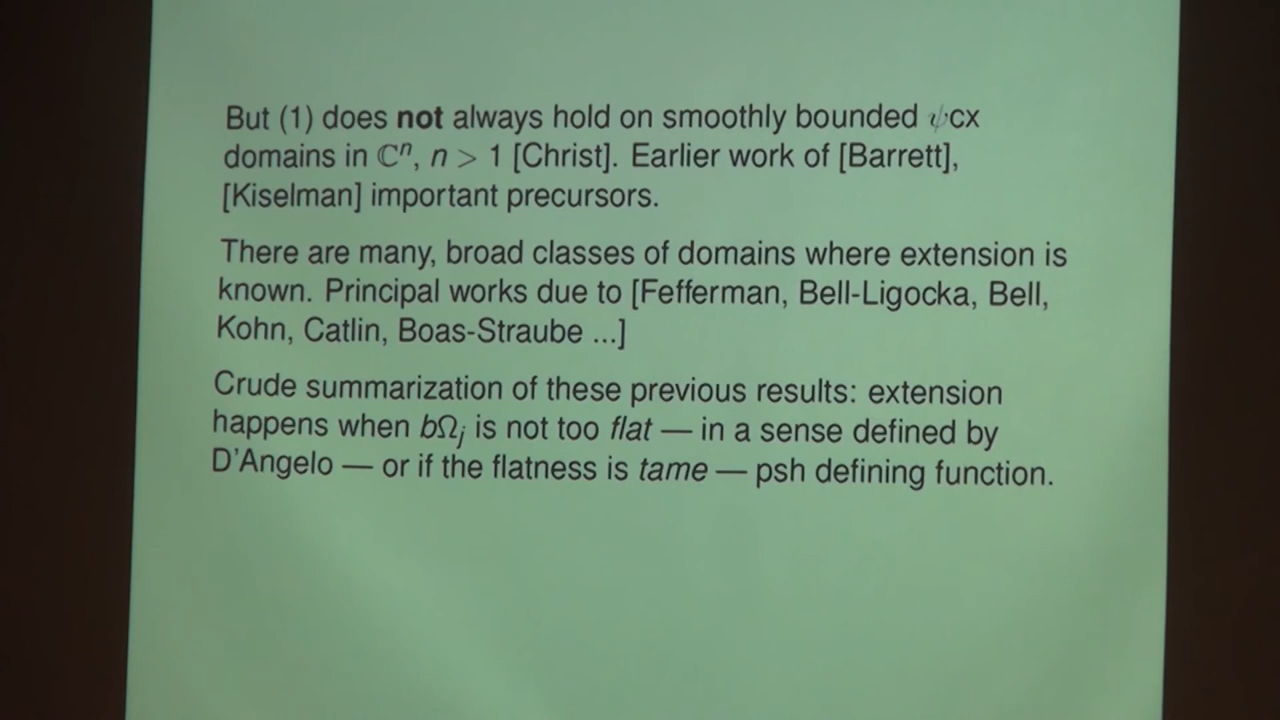 But (1) does not always hold on smoothly bounded ψcx
domains in ℂⁿ, n > 1 [Christ]. Earlier work of [Barrett],
[Kiselman] important precursors.
There are many, broad classes of domains where extension is
known. Principal works due to [Fefferman, Bell-Ligocka, Bell,
Kohn, Catlin, Boas-Straube ...]
Crude summarization of these previous results: extension
happens when bΩⱼ is not too flat — in a sense defined by
D'Angelo — or if the flatness is tame — psh defining function.